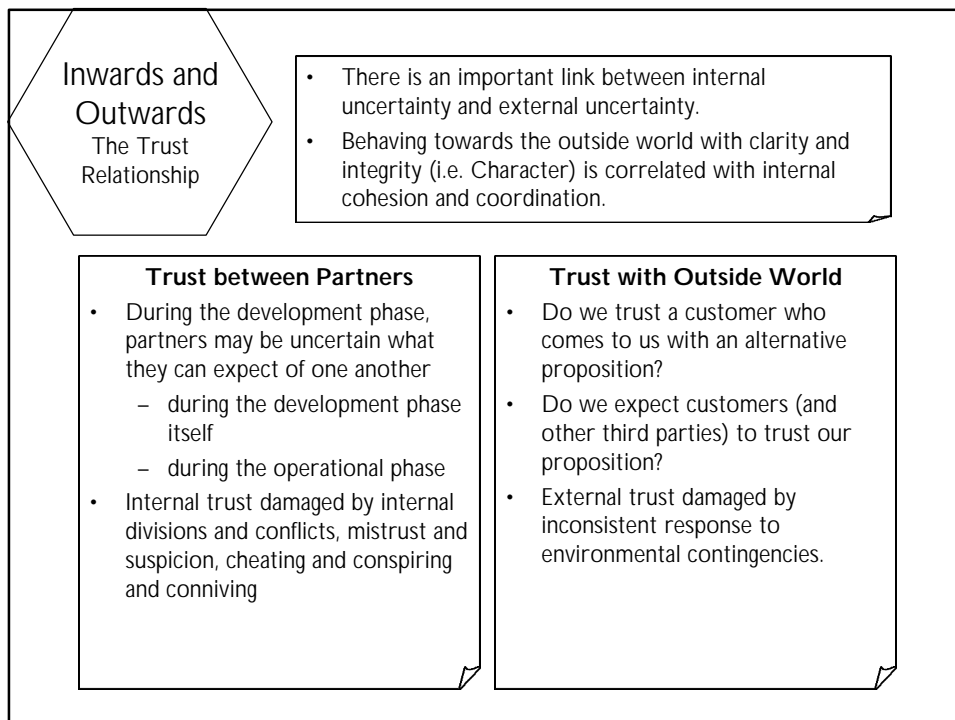 Inwards and
Outwards
The Trust
Relationship
• There is an important link between internal
uncertainty and external uncertainty.
• Behaving towards the outside world with clarity and
integrity (i.e. Character) is correlated with internal
cohesion and coordination.
Trust between Partners
• During the development phase,
partners may be uncertain what
they can expect of one another
– during the development phase
itself
– during the operational phase
• Internal trust damaged by internal
divisions and conflicts, mistrust and
suspicion, cheating and conspiring
and conniving
Trust with Outside World
• Do we trust a customer who
comes to us with an alternative
proposition?
• Do we expect customers (and
other third parties) to trust our
proposition?
• External trust damaged by
inconsistent response to
environmental contingencies.